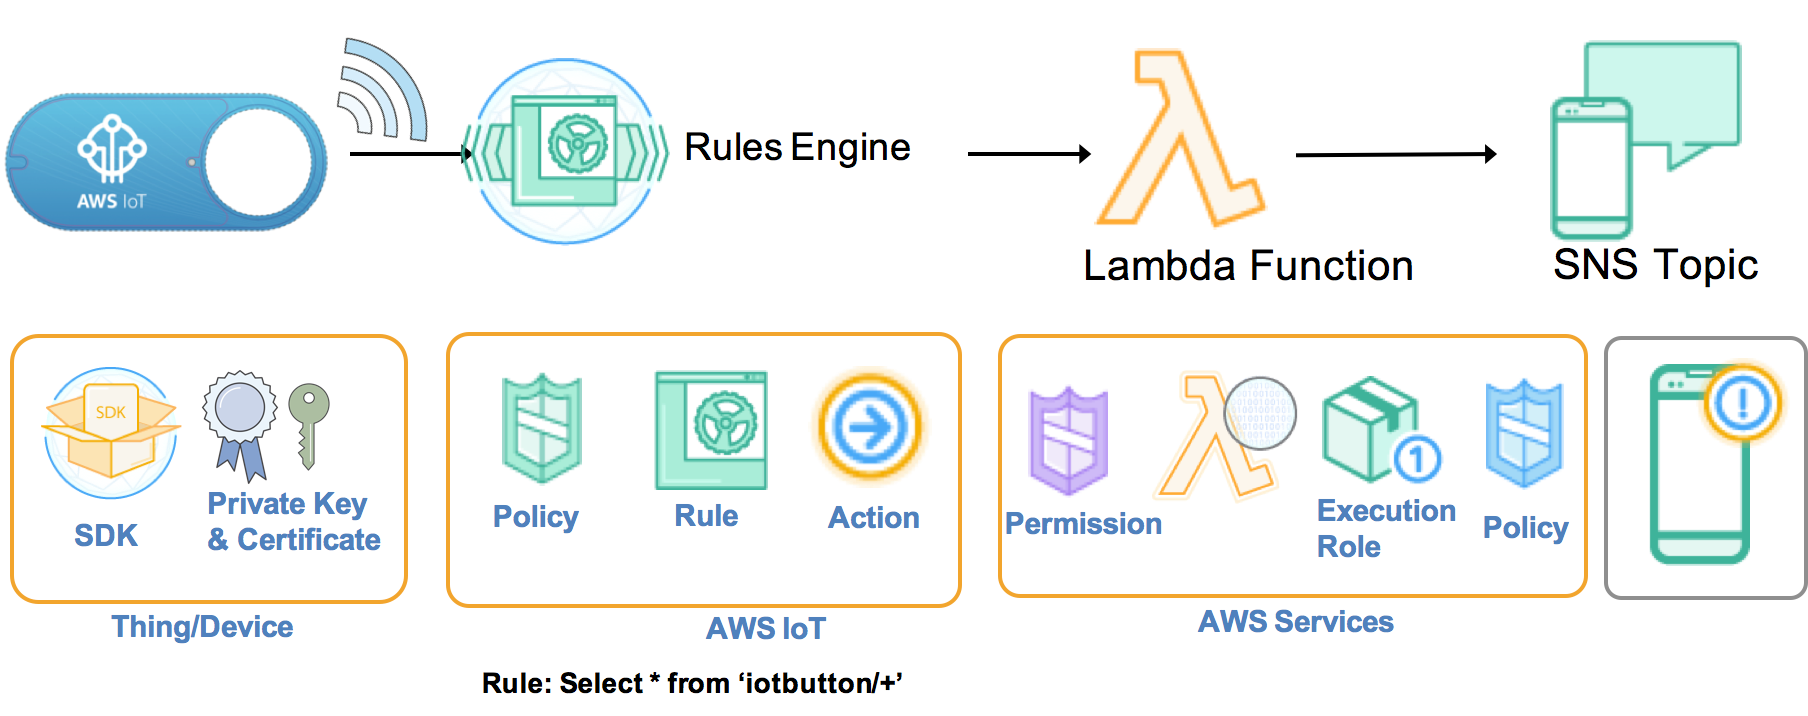 AWS IoT
Rules Engine
Lambda Function
SNS Topic
SDK
SDK
Private Key
& Certificate
Thing/Device
Policy
Rule
Action
AWS IoT
Rule: Select * from ‘iotbutton/+’
Permission
1
Execution
Role
Policy
AWS Services
!